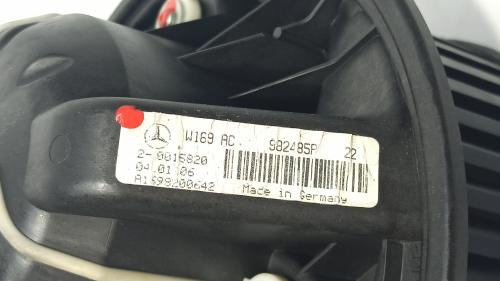 W169 AC 982485P 22
2-0015820
04.01.06
A1698200642 Made in Germany